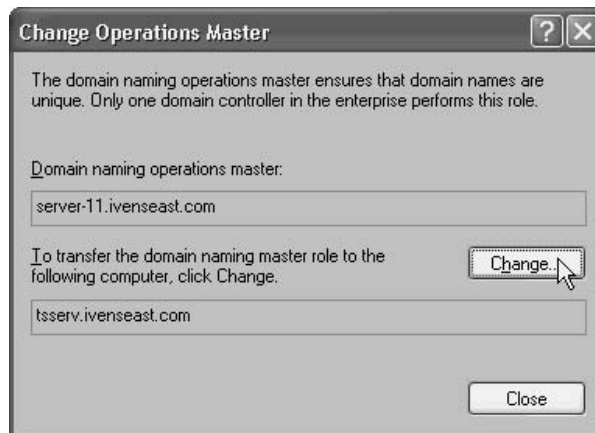 Change Operations Master
The domain naming operations master ensures that domain names are
unique. Only one domain controller in the enterprise performs this role.
Domain naming operations master:
server-11.ivenseast.com
To transfer the domain naming master role to the
following computer, click Change.
Change...
tsserv.ivenseast.com
Close